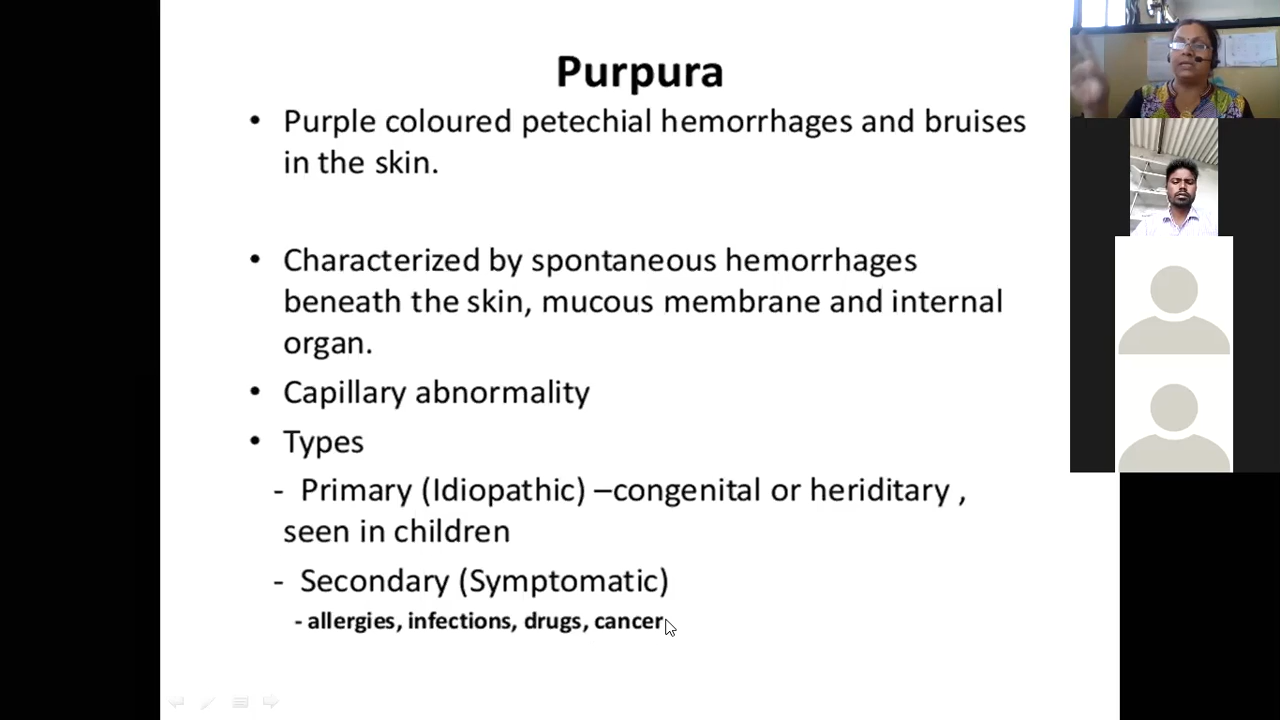 Purpura
• Purple coloured petechial hemorrhages and bruises
in the skin.
• Characterized by spontaneous hemorrhages
beneath the skin, mucous membrane and internal
organ.
• Capillary abnormality
• Types
- Primary (Idiopathic) –congenital or heriditary ,
seen in children
- Secondary (Symptomatic)
- allergies, infections, drugs, cancer